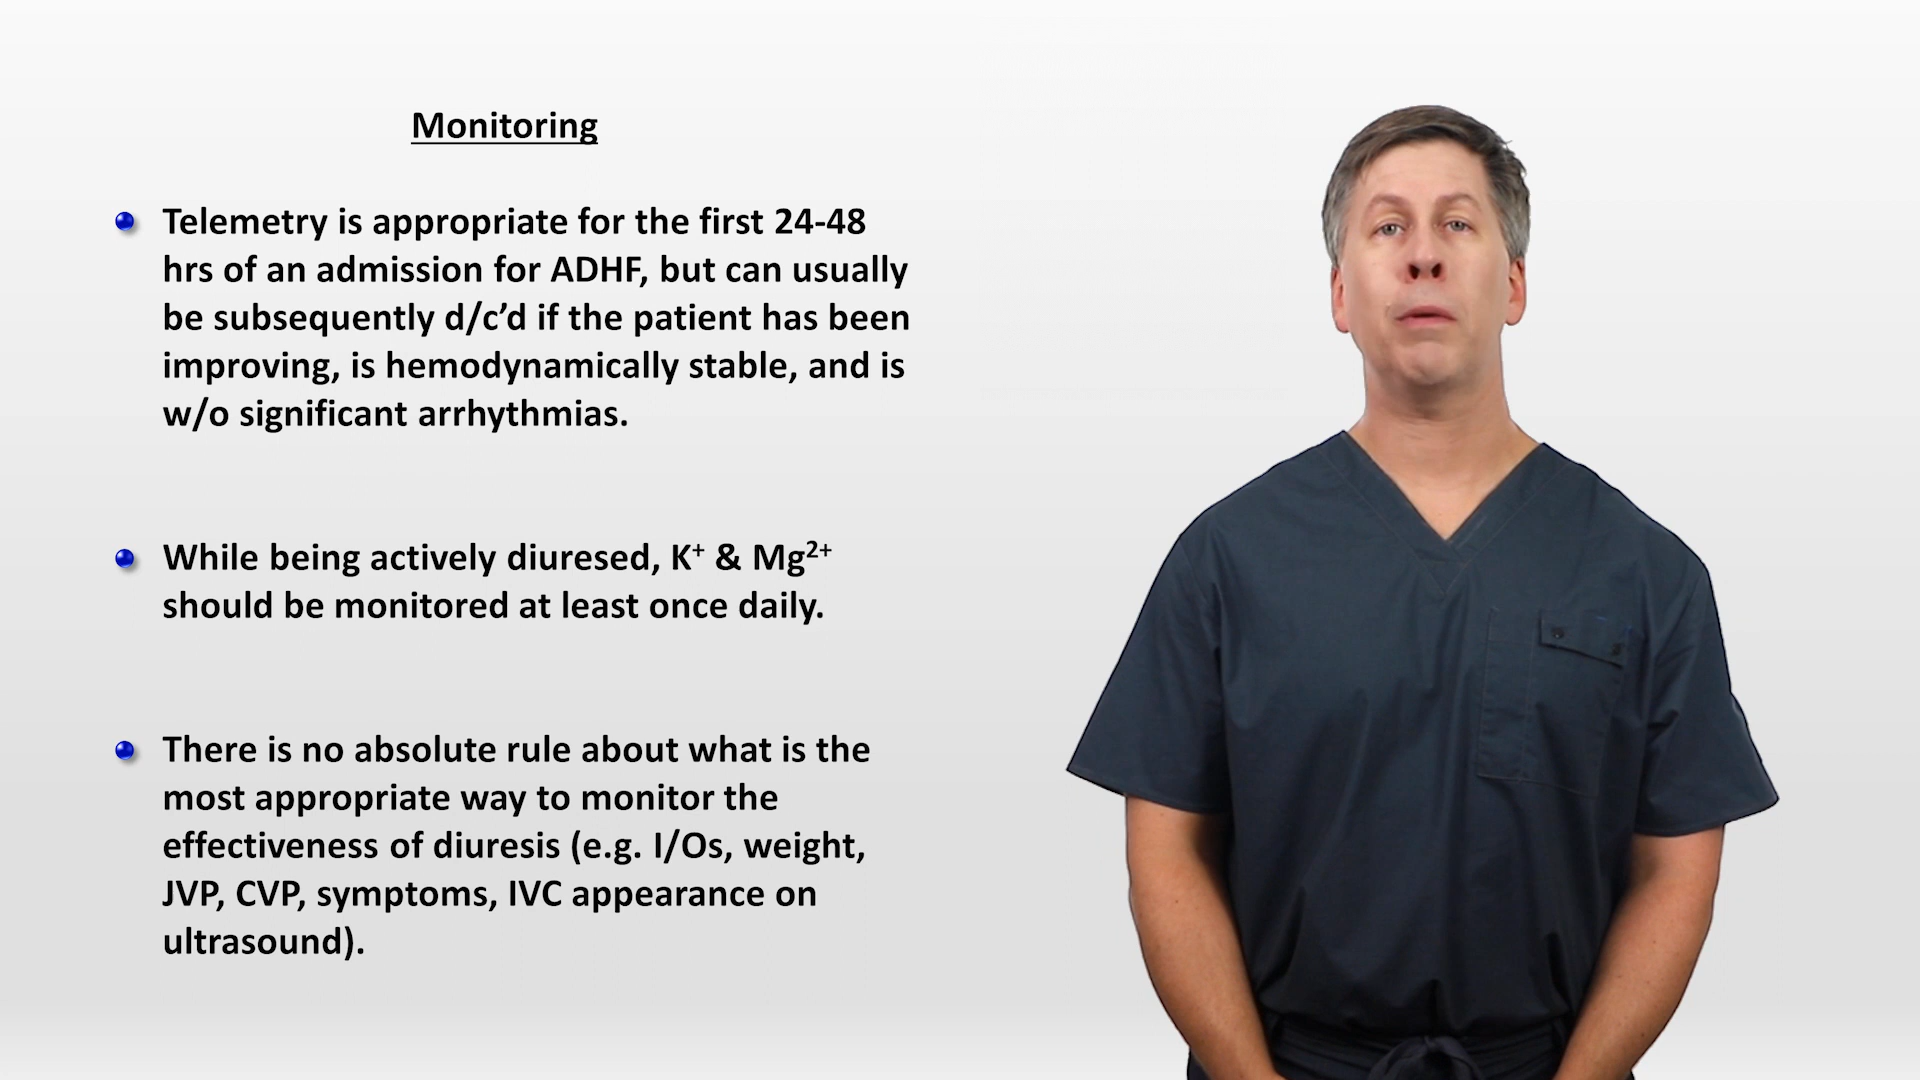 Monitoring
Telemetry is appropriate for the first 24-48
hrs of an admission for ADHF, but can usually
be subsequently d/c’d if the patient has been
improving, is hemodynamically stable, and is
w/o significant arrhythmias.
While being actively diuresed, K⁺ & Mg²⁺
should be monitored at least once daily.
There is no absolute rule about what is the
most appropriate way to monitor the
effectiveness of diuresis (e.g. I/Os, weight,
JVP, CVP, symptoms, IVC appearance on
ultrasound).